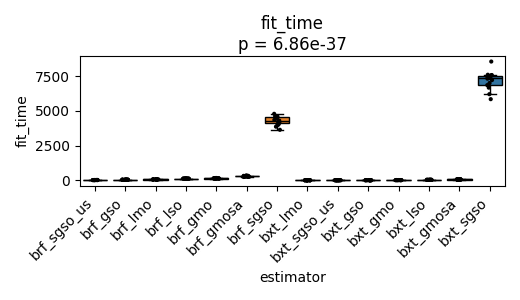 fit_time
p = 6.86e-37
fit_time
7500
5000
2500
0
brf_sgso_us
brf_gso
brf_lmo
brf_lso
brf_gmo
brf_gmosa
brf_sgso
bxt_lmo
bxt_sgso_us
bxt_gso
bxt_gmo
bxt_lso
bxt_gmosa
bxt_sgso
estimator